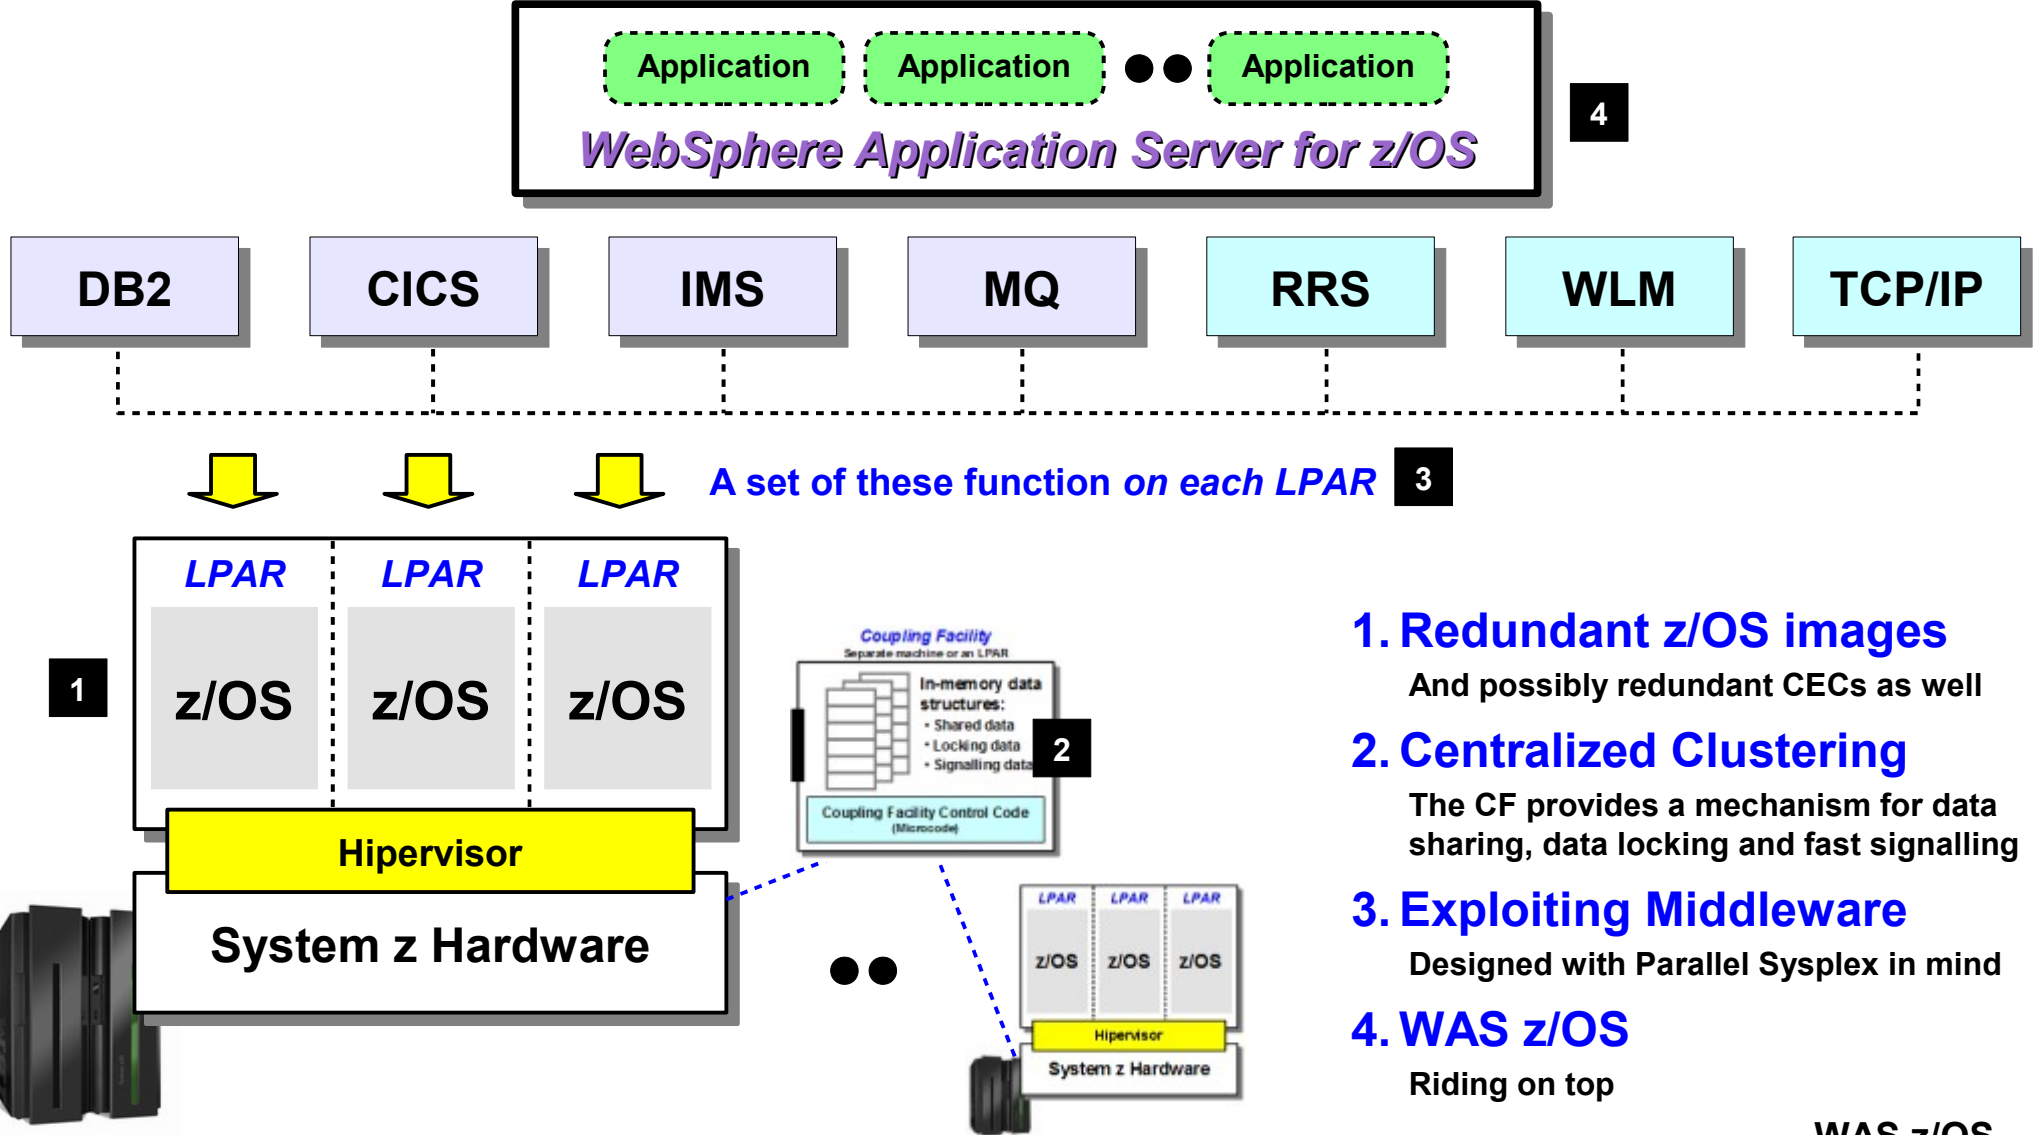 Application Application Application
WebSphere Application Server for z/OS
4
DB2 CICS IMS MQ RRS WLM TCP/IP
A set of these function on each LPAR 3
LPAR LPAR LPAR
z/OS z/OS z/OS
1
Hipervisor
System z Hardware
Coupling Facility
Separate machine or an LPAR
In-memory data
structures:
• Shared data
• Locking data
• Signalling data
2
Coupling Facility Control Code
(Microcode)
LPAR LPAR LPAR
z/OS z/OS z/OS
Hipervisor
System z Hardware
1. Redundant z/OS images
And possibly redundant CECs as well
2. Centralized Clustering
The CF provides a mechanism for data
sharing, data locking and fast signalling
3. Exploiting Middleware
Designed with Parallel Sysplex in mind
4. WAS z/OS
Riding on top
WAS z/OS